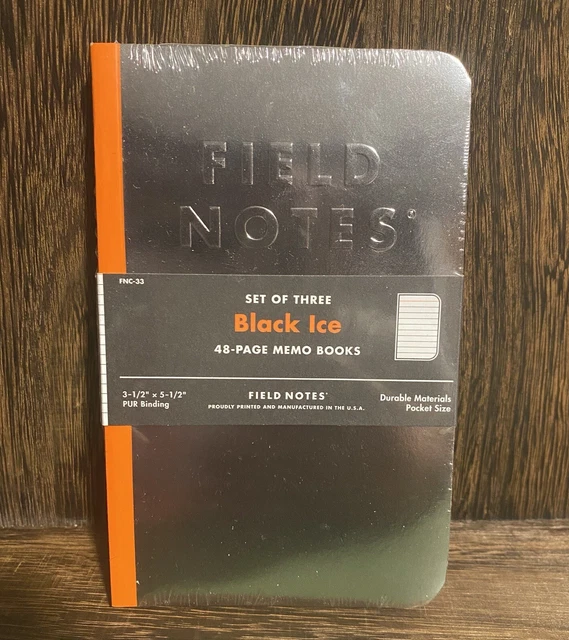 FIELD
NOTES®
FNC-33
SET OF THREE
Black Ice
48-PAGE MEMO BOOKS
3-1/2" × 5-1/2"
PUR Binding
FIELD NOTES®
PROUDLY PRINTED AND MANUFACTURED IN THE U.S.A.
Durable Materials
Pocket Size